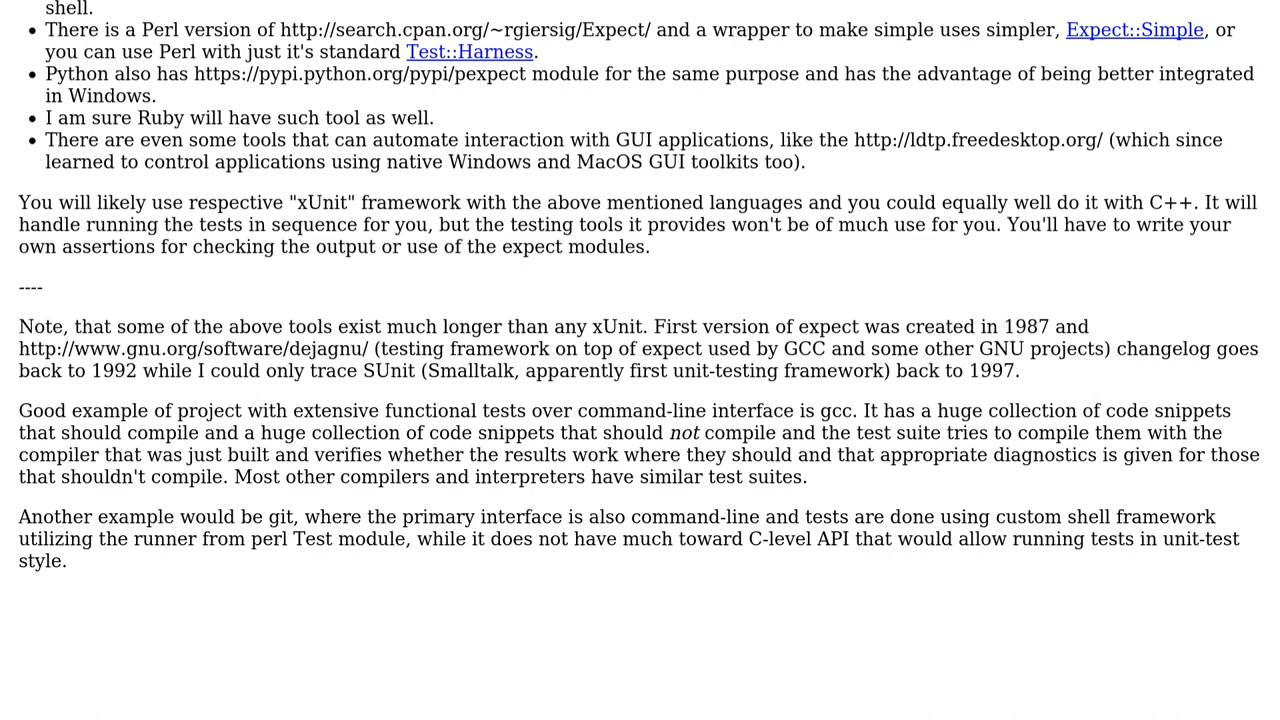 shell.
• There is a Perl version of http://search.cpan.org/~rgiersig/Expect/ and a wrapper to make simple uses simpler, Expect::Simple, or
you can use Perl with just it's standard Test::Harness.
• Python also has https://pypi.python.org/pypi/pexpect module for the same purpose and has the advantage of being better integrated
in Windows.
• I am sure Ruby will have such tool as well.
• There are even some tools that can automate interaction with GUI applications, like the http://ldtp.freedesktop.org/ (which since
learned to control applications using native Windows and MacOS GUI toolkits too).
You will likely use respective "xUnit" framework with the above mentioned languages and you could equally well do it with C++. It will
handle running the tests in sequence for you, but the testing tools it provides won't be of much use for you. You'll have to write your
own assertions for checking the output or use of the expect modules.
----
Note, that some of the above tools exist much longer than any xUnit. First version of expect was created in 1987 and
http://www.gnu.org/software/dejagnu/ (testing framework on top of expect used by GCC and some other GNU projects) changelog goes
back to 1992 while I could only trace SUnit (Smalltalk, apparently first unit-testing framework) back to 1997.
Good example of project with extensive functional tests over command-line interface is gcc. It has a huge collection of code snippets
that should compile and a huge collection of code snippets that should not compile and the test suite tries to compile them with the
compiler that was just built and verifies whether the results work where they should and that appropriate diagnostics is given for those
that shouldn't compile. Most other compilers and interpreters have similar test suites.
Another example would be git, where the primary interface is also command-line and tests are done using custom shell framework
utilizing the runner from perl Test module, while it does not have much toward C-level API that would allow running tests in unit-test
style.